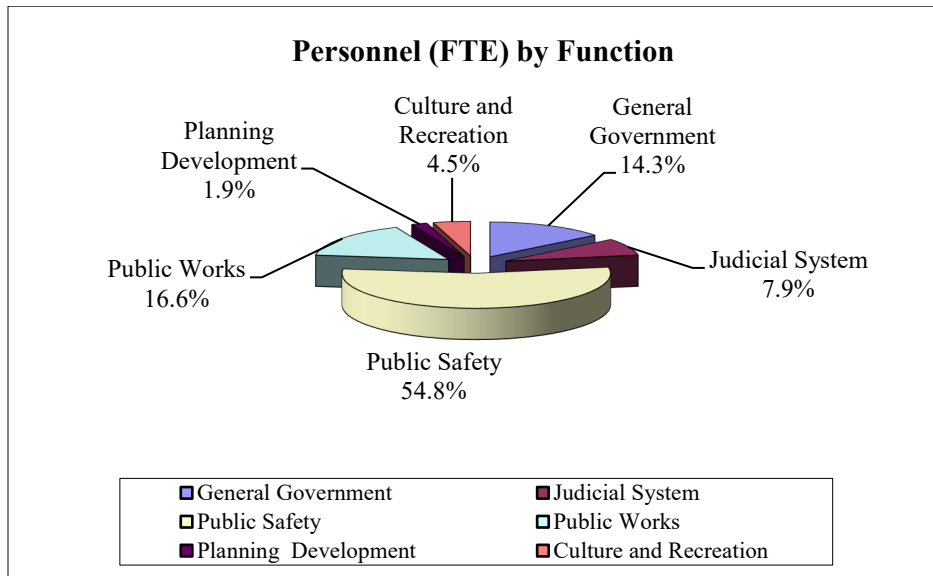 Personnel (FTE) by Function
Culture and
Recreation
4.5%
General
Government
14.3%
Planning
Development
1.9%
Public Works
16.6%
Judicial System
7.9%
Public Safety
54.8%
General Government
Judicial System
Public Safety
Public Works
Planning  Development
Culture and Recreation